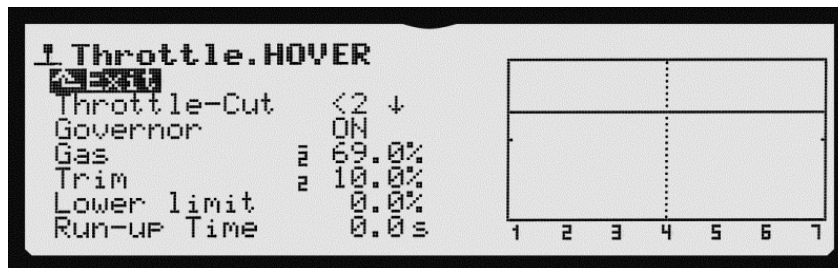 Throttle.HOVER
Exit
Throttle-Cut <2 ↓
Governor ON
Gas 2 69.0%
Trim 2 10.0%
Lower limit 0.0%
Run-up Time 0.0s
1 2 3 4 5 6 7